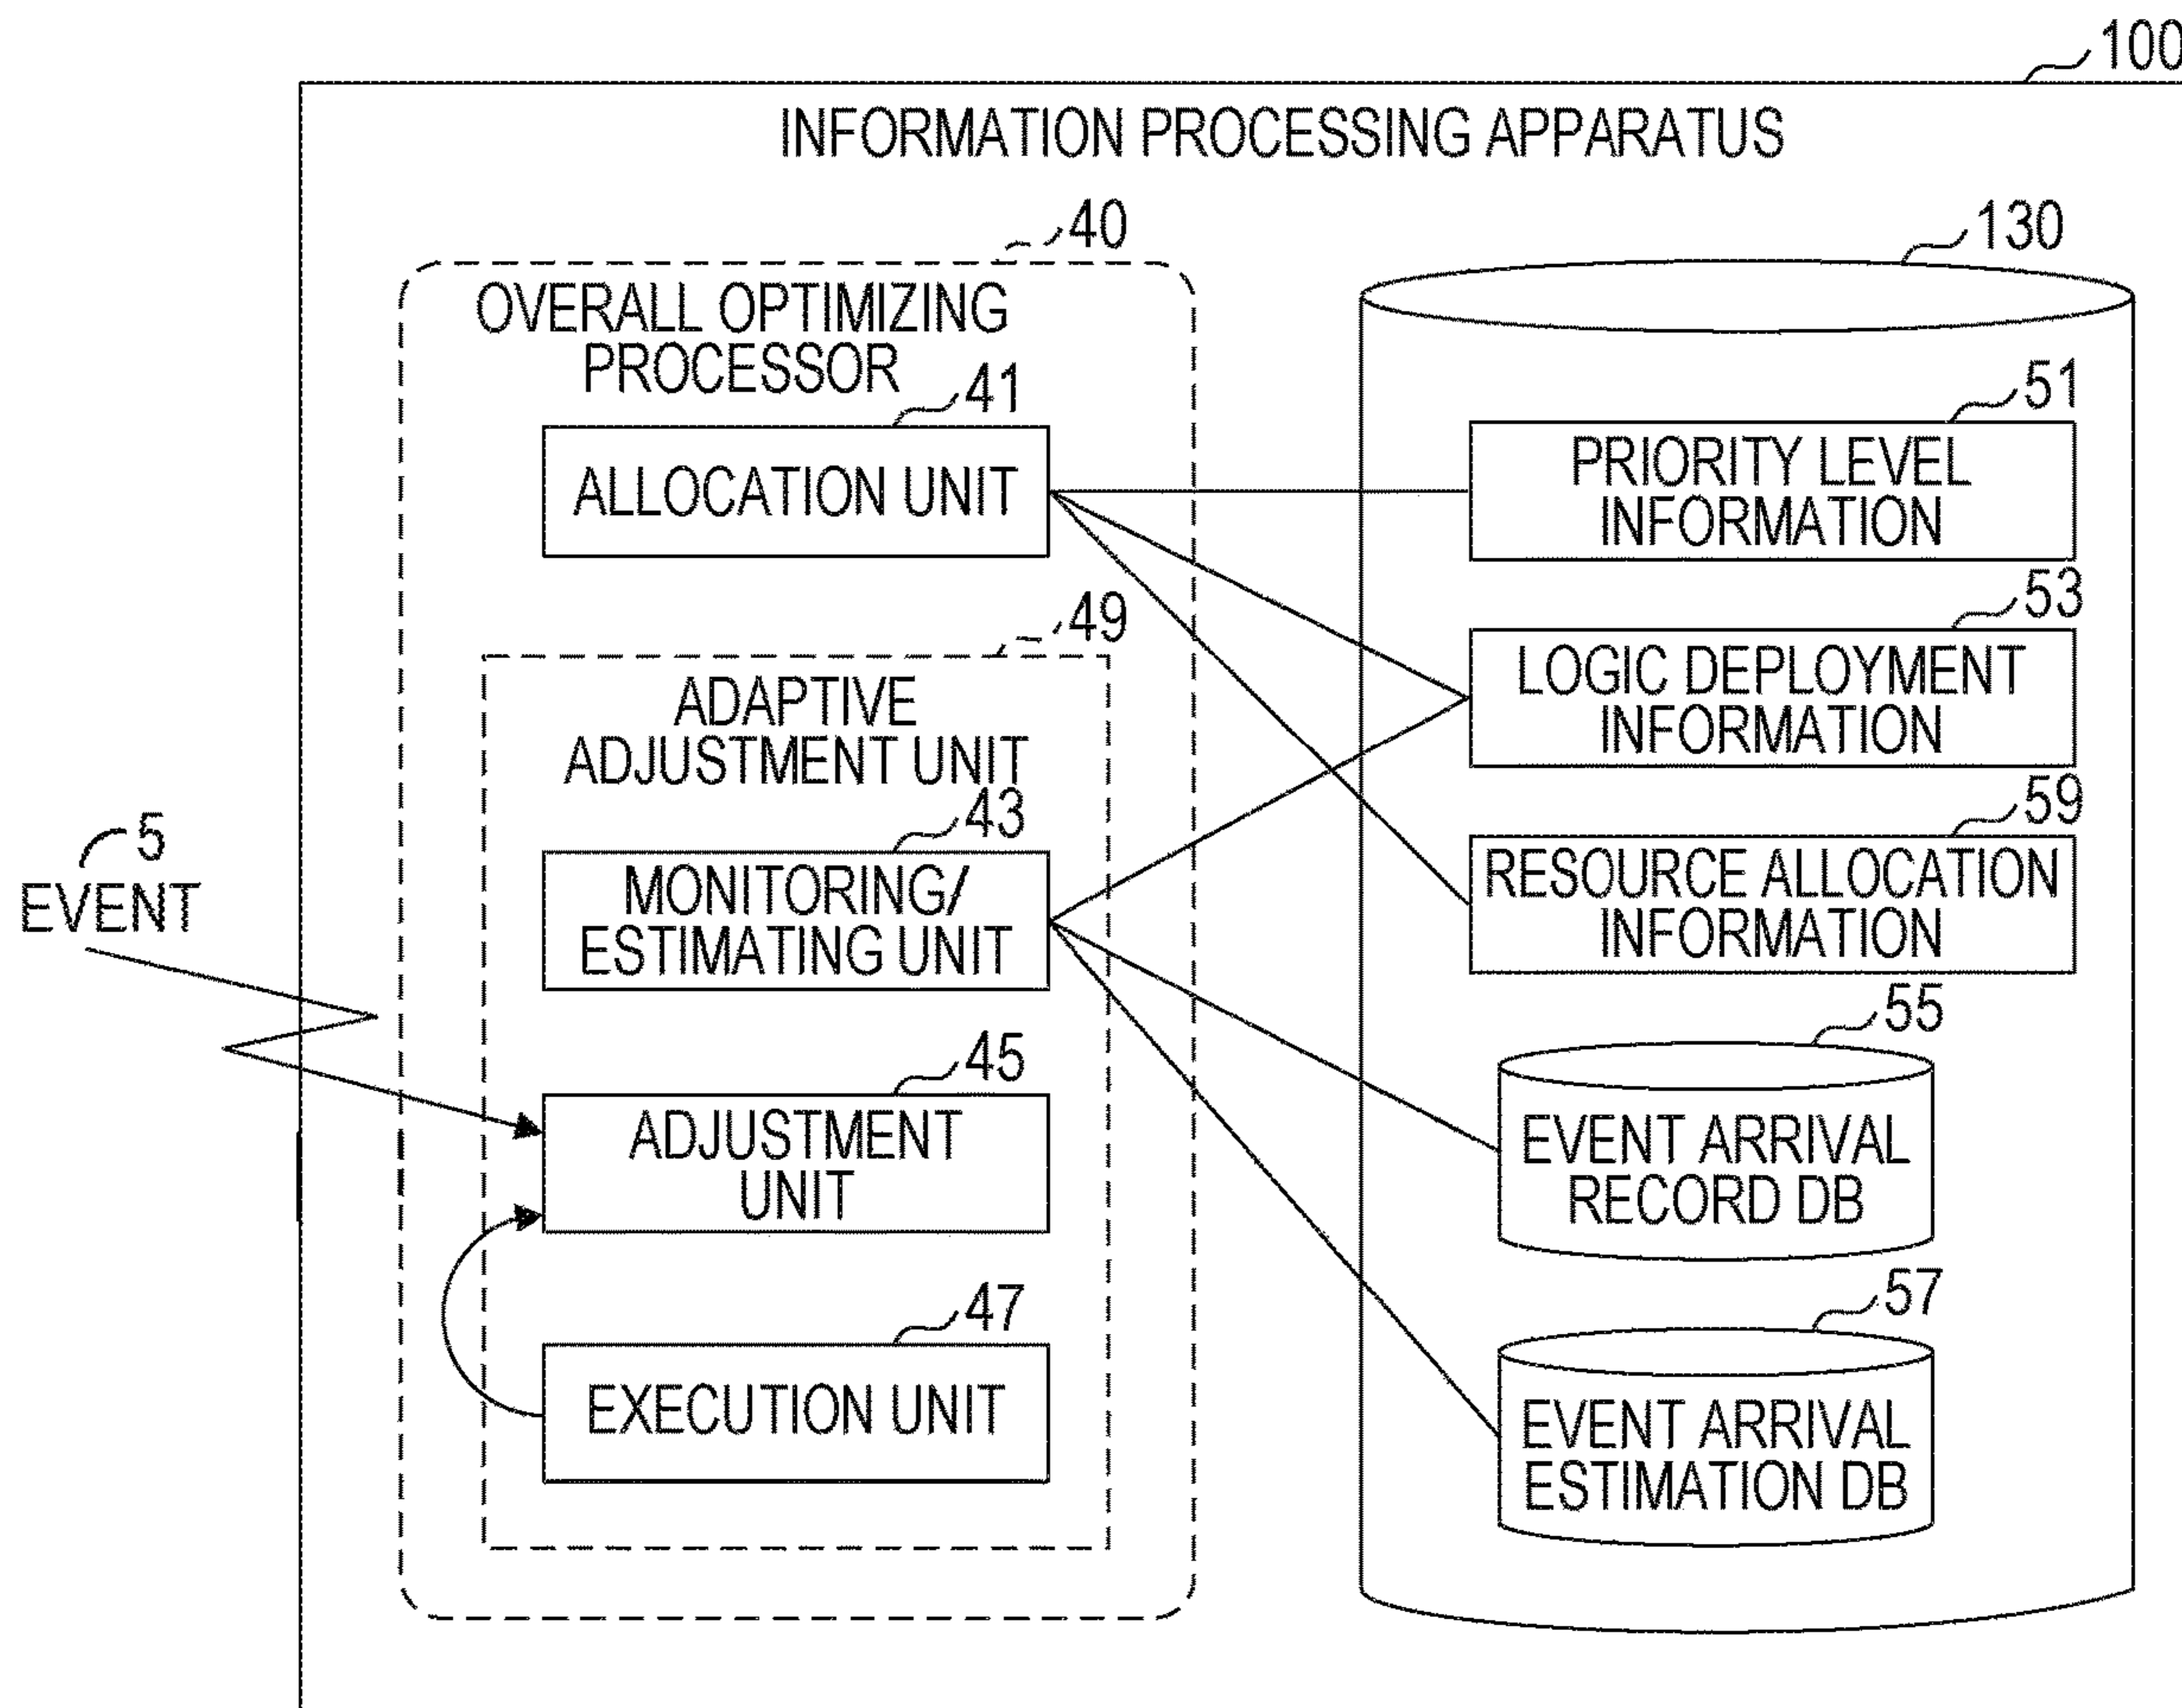 100
INFORMATION PROCESSING APPARATUS
40
OVERALL OPTIMIZING
PROCESSOR
41
ALLOCATION UNIT
49
ADAPTIVE
ADJUSTMENT UNIT
43
MONITORING/
ESTIMATING UNIT
5
EVENT
45
ADJUSTMENT
UNIT
47
EXECUTION UNIT
130
51
PRIORITY LEVEL
INFORMATION
53
LOGIC DEPLOYMENT
INFORMATION
59
RESOURCE ALLOCATION
INFORMATION
55
EVENT ARRIVAL
RECORD DB
57
EVENT ARRIVAL
ESTIMATION DB